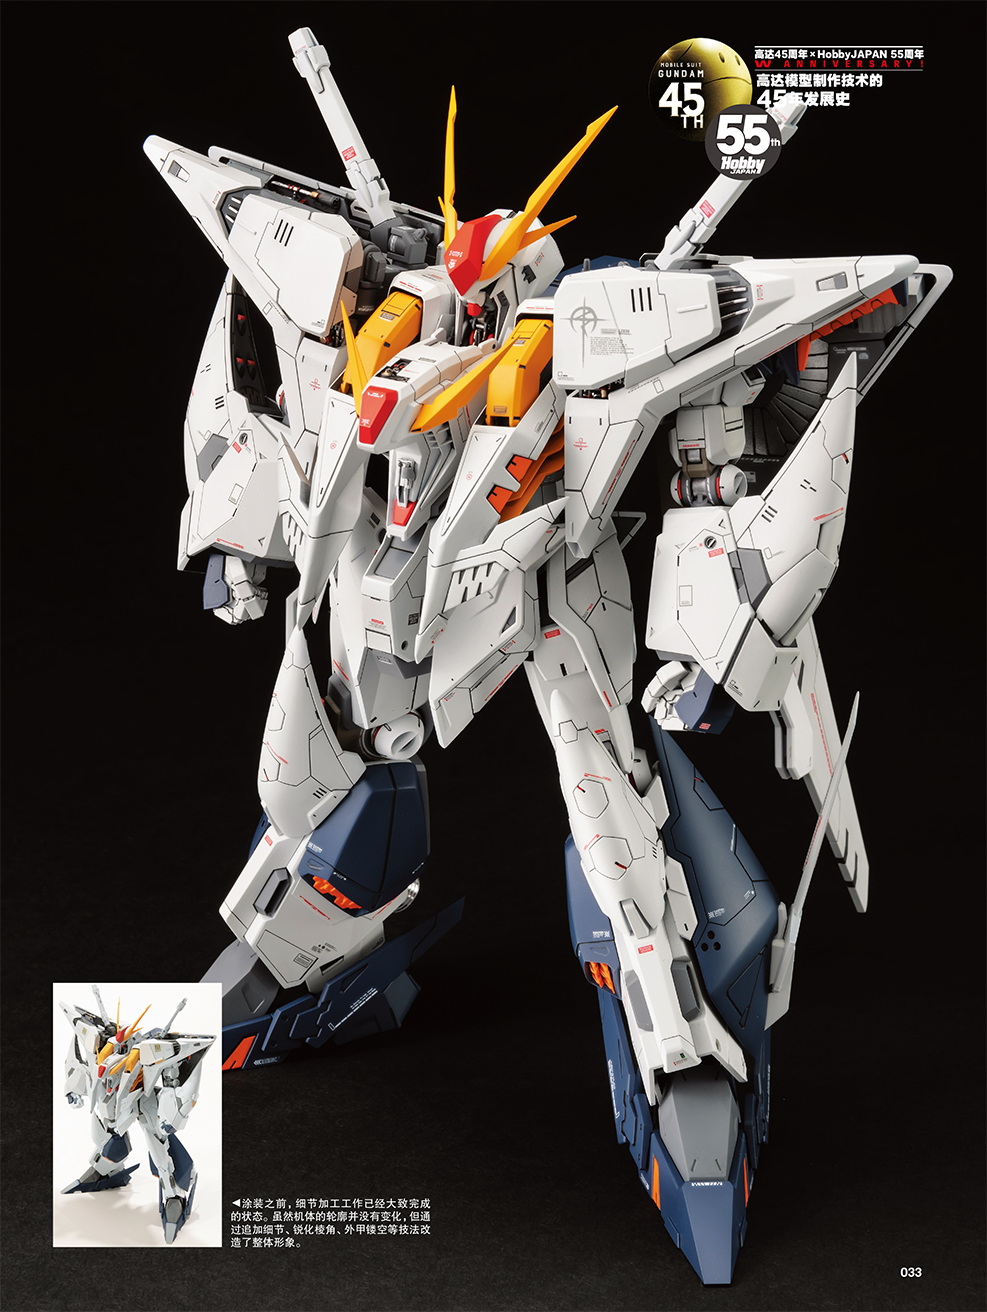 MOBILE SUIT
GUNDAM
45
TH
55th
Hobby
JAPAN
高达45周年×HobbyJAPAN 55周年
W ANNIVERSARY!
高达模型制作技术的
45年发展史
◀涂装之前，细节加工工作已经大致完成
的状态。虽然机体的轮廓并没有变化，但通
过追加细节、锐化棱角、外甲镂空等技法改
造了整体形象。
033